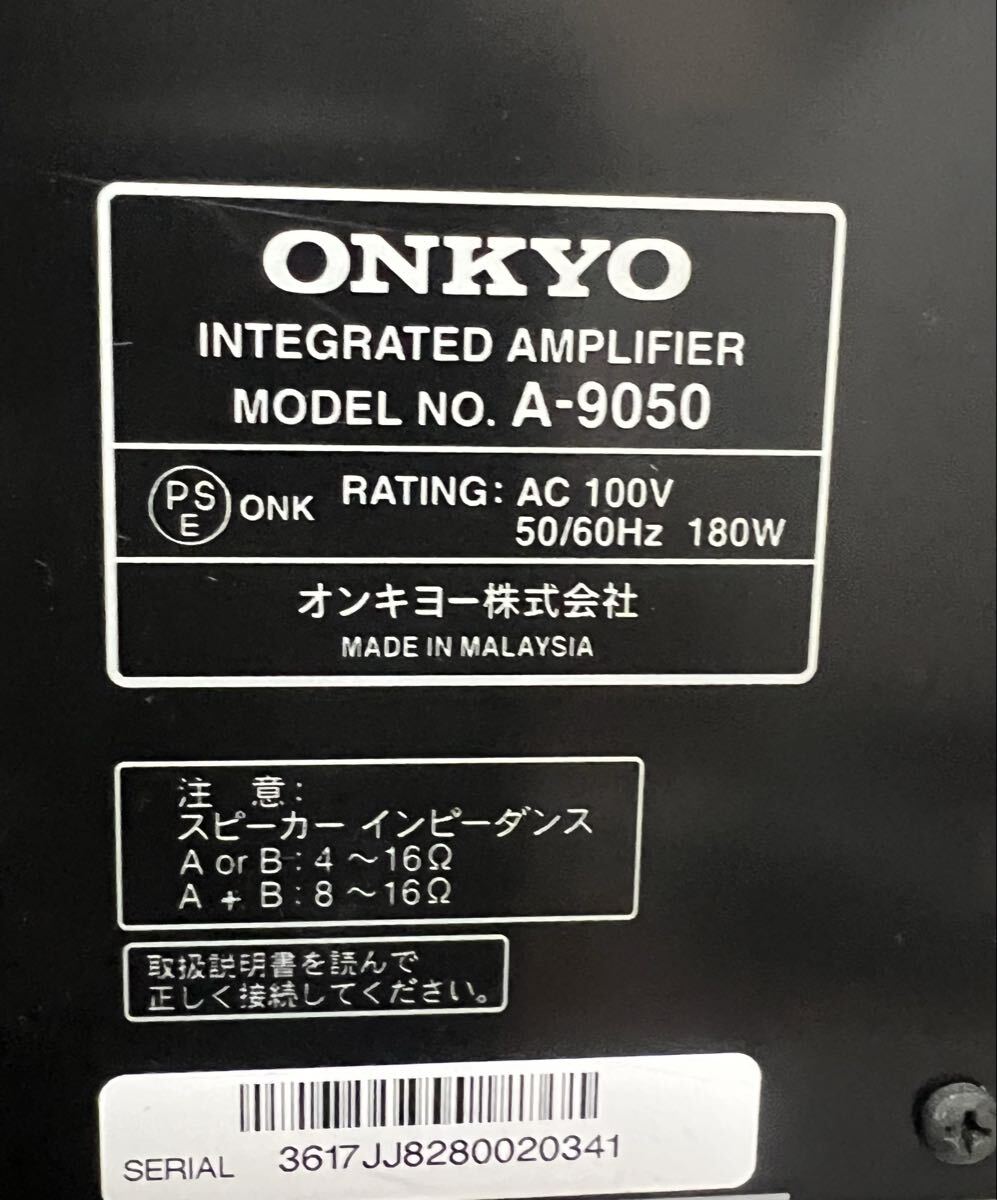 ONKYO
INTEGRATED AMPLIFIER
MODEL NO. A-9050
PS
E
ONK RATING: AC 100V
50/60Hz 180W
オンキヨー株式会社
MADE IN MALAYSIA
注 意:
スピーカー インピーダンス
A or B: 4 ～16Ω
A + B: 8 ～16Ω
取扱説明書を読んで
正しく接続してください。
SERIAL 3617JJ8280020341